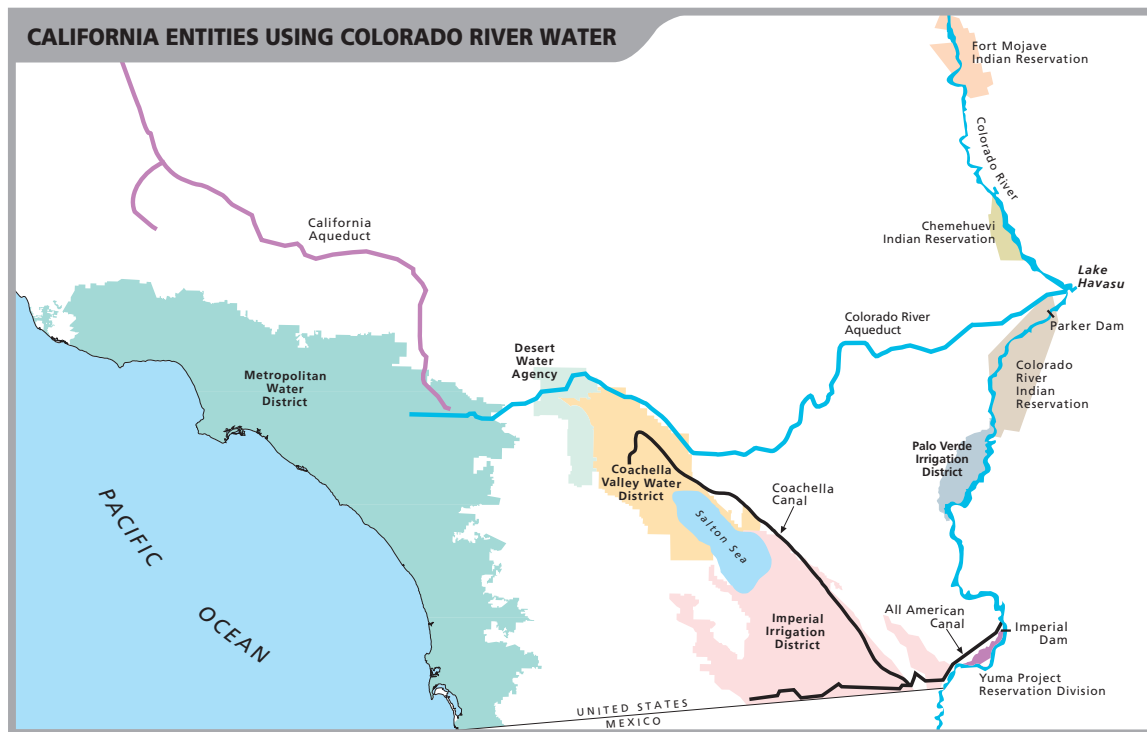 CALIFORNIA ENTITIES USING COLORADO RIVER WATER
Fort Mojave
Indian Reservation
Colorado River
Chemehuevi
Indian Reservation
California
Aqueduct
Lake
Havasu
Colorado River
Aqueduct
Parker Dam
Desert
Water
Agency
Metropolitan
Water
District
Colorado
River
Indian
Reservation
Palo Verde
Irrigation
District
Coachella
Valley Water
District
Coachella
Canal
Salton Sea
PACIFIC
OCEAN
Imperial
Irrigation
District
All American
Canal
Imperial
Dam
Yuma Project
Reservation Division
UNITED STATES
MEXICO